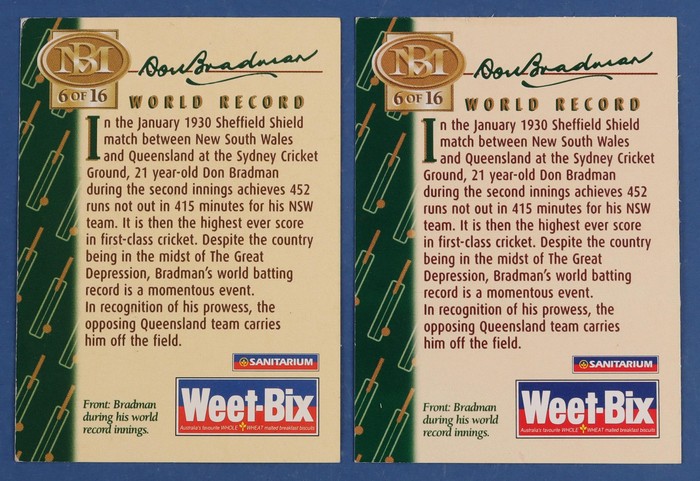 BM
6 OF 16
Don Bradman
WORLD RECORD
In the January 1930 Sheffield Shield
match between New South Wales
and Queensland at the Sydney Cricket
Ground, 21 year-old Don Bradman
during the second innings achieves 452
runs not out in 415 minutes for his NSW
team. It is then the highest ever score
in first-class cricket. Despite the country
being in the midst of The Great
Depression, Bradman's world batting
record is a momentous event.
In recognition of his prowess, the
opposing Queensland team carries
him off the field.
SANITARIUM
Front: Bradman
during his world
record innings.
Weet-Bix
Australia's favourite WHOLE WHEAT malted breakfast biscuits
BM
6 OF 16
Don Bradman
WORLD RECORD
In the January 1930 Sheffield Shield
match between New South Wales
and Queensland at the Sydney Cricket
Ground, 21 year-old Don Bradman
during the second innings achieves 452
runs not out in 415 minutes for his NSW
team. It is then the highest ever score
in first-class cricket. Despite the country
being in the midst of The Great
Depression, Bradman's world batting
record is a momentous event.
In recognition of his prowess, the
opposing Queensland team carries
him off the field.
SANITARIUM
Front: Bradman
during his world
record innings.
Weet-Bix
Australia's favourite WHOLE WHEAT malted breakfast biscuits